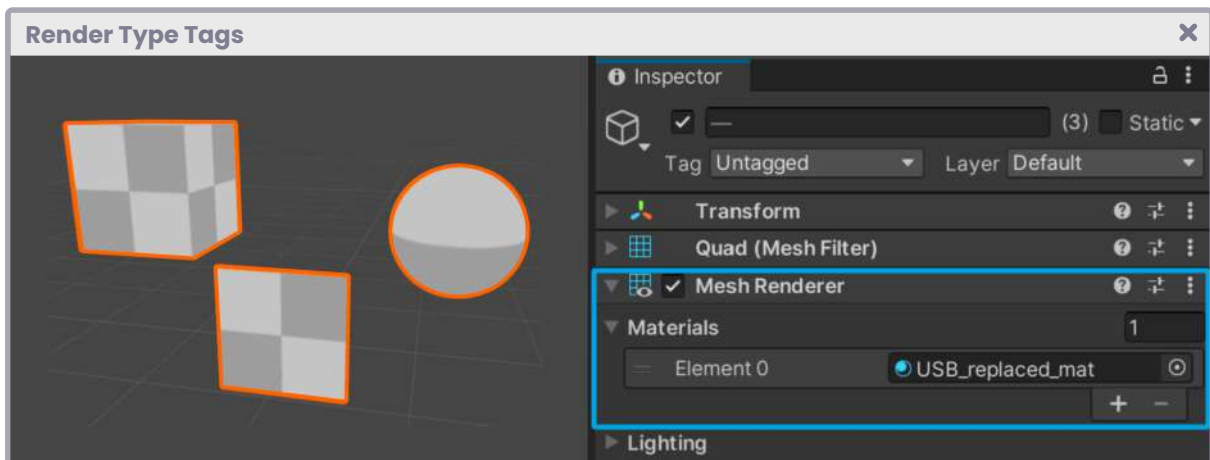 Render Type Tags
Inspector
— (3) Static
Tag Untagged Layer Default
Transform
Quad (Mesh Filter)
Mesh Renderer
Materials 1
Element 0 USB_replaced_mat
+ −
Lighting